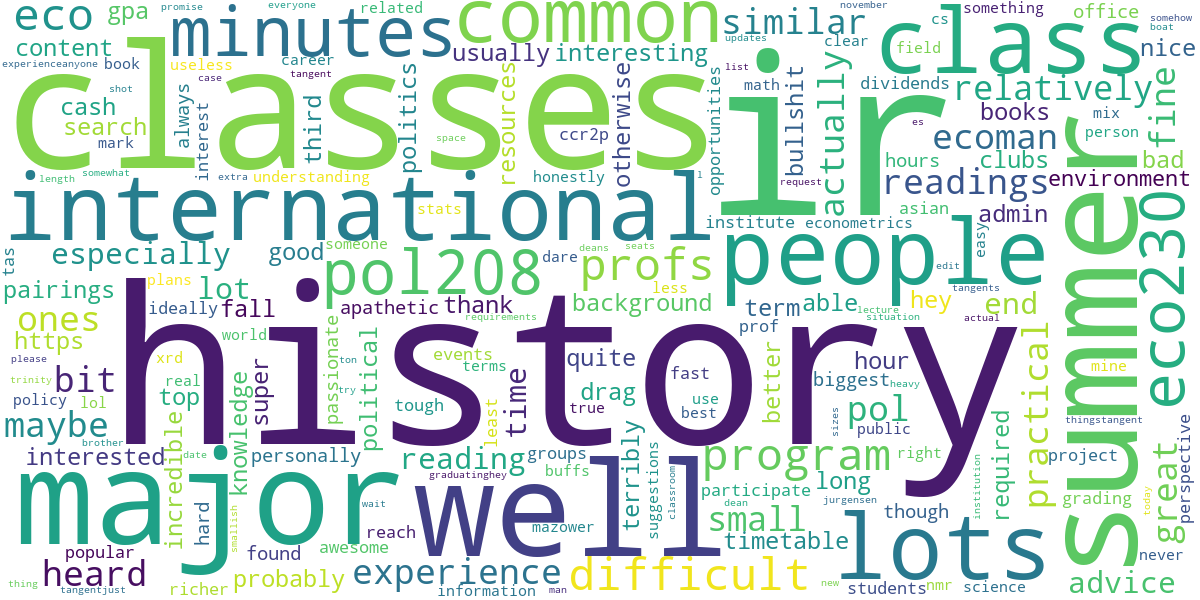 promise everyone related november somehow
eco gpa minutes common similar something office boat
content career usually interesting clear cs class field nice
experienceanyone book useless updates
classes case tangent politics list math dividends
cash shot always interest third resources otherwise opportunities bullshit actually relatively
search mark ccr2p space ir es ecoman books mix person fine
length somewhat extra understanding honestly l request hours clubs bad
international stats institute econometrics readings environment
asian admin
tas especially good someone pol208 deans seats profs people easy eco230
dare less edit
pairings plans lot ideally fall apathetic thank background term able tangents hey end
ones requirements prof lecture situation actual
https world history events quite hour summer practical
please xrd real political passionate ton terms time fast better biggest mine
trinity policy lol top super try tough least drag use true best public sizes heavy pol thingstangent
bit maybe brother knowledge
interested incredible personally reading groups program right required project great perspective
major date graduatinghey buffs terribly suggestions classroom participate long jurgensen institution grading today
smallish hard wait well mazower dean small timetable though never
popular found awesome reach lots
heard probably experience difficult students nmr science advice
thing tangentjust richer information man new